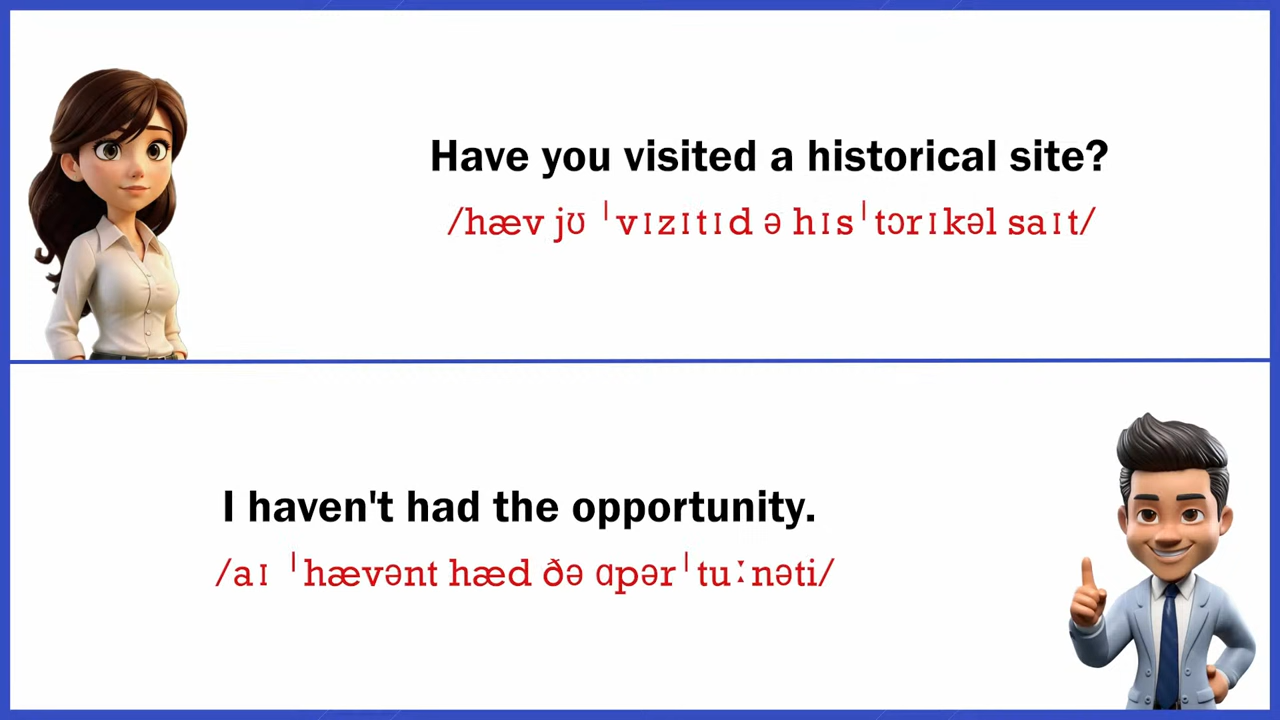 Have you visited a historical site?
/hæv jʊ ˈvɪzɪtɪd ə hɪsˈtɔrɪkəl saɪt/
I haven't had the opportunity.
/aɪ ˈhævənt hæd ðə ɑpərˈtuːnəti/